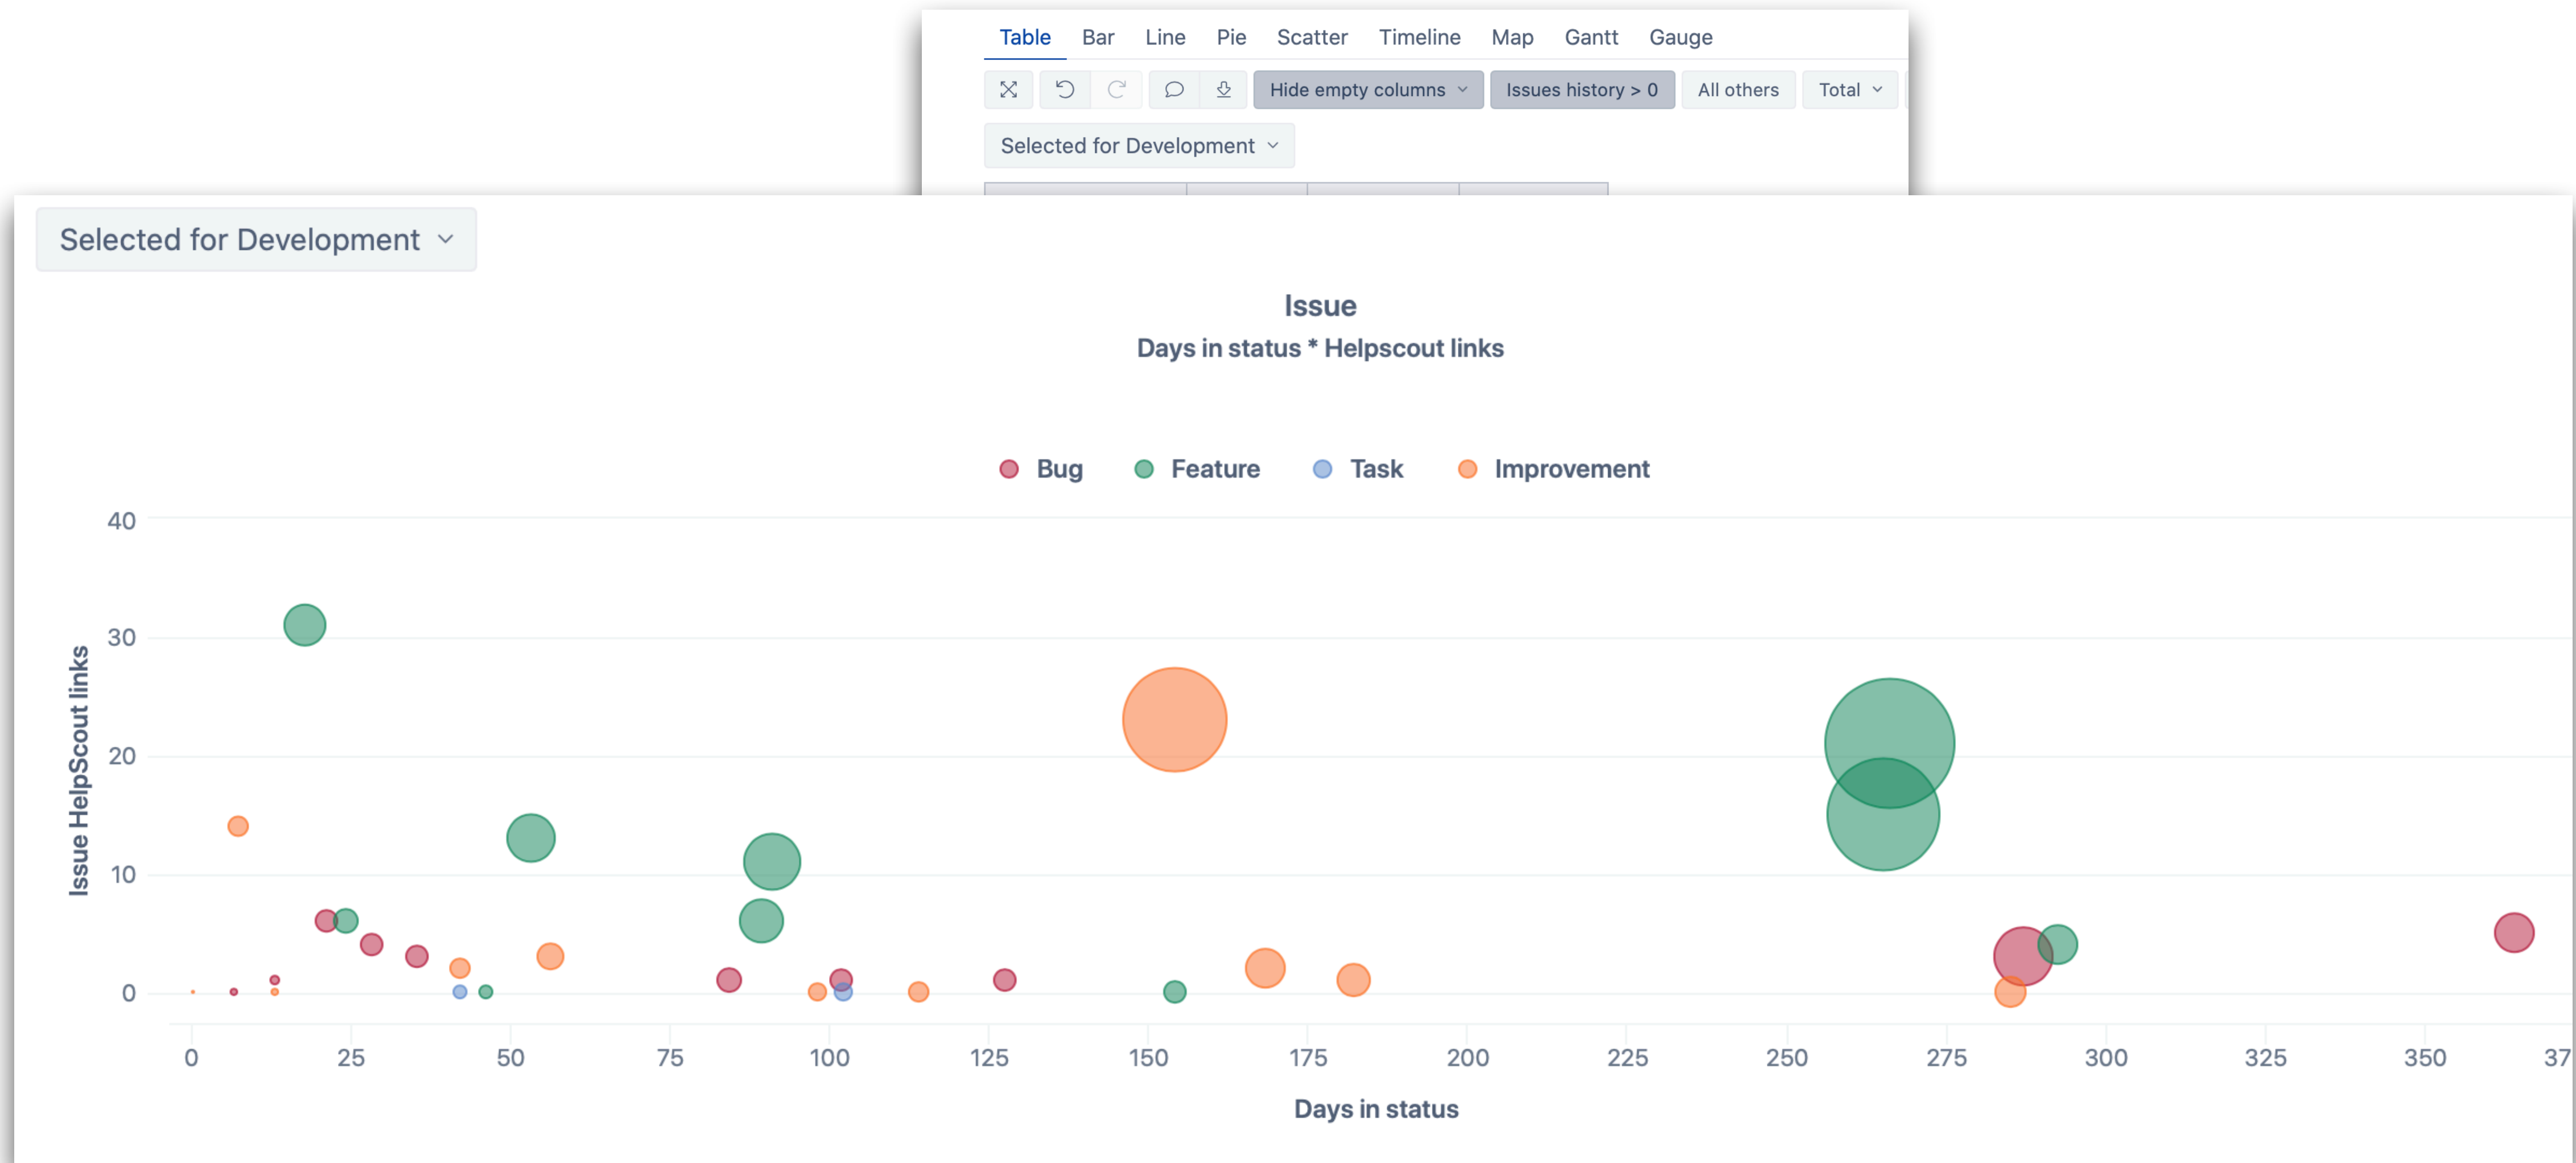 Table Bar Line Pie Scatter Timeline Map Gantt Gauge
Hide empty columns Issues history > 0 All others Total
Selected for Development
Selected for Development
Issue
Days in status * Helpscout links
Bug Feature Task Improvement
Issue HelpScout links
40
30
20
10
0
0 25 50 75 100 125 150 175 200 225 250 275 300 325 350 37
Days in status